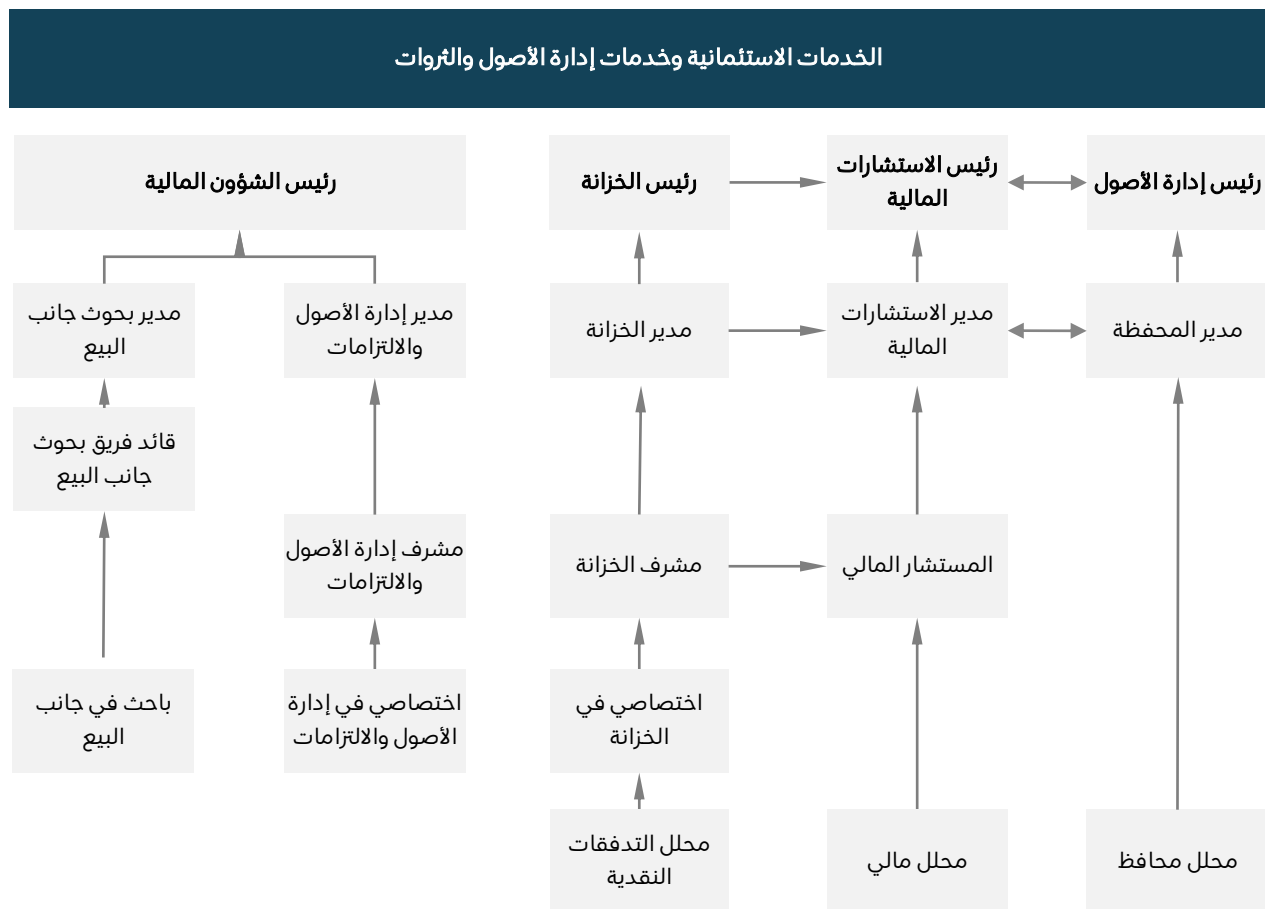 الخدمات الاستئمانية وخدمات إدارة الأصول والثروات
رئيس إدارة الأصول
رئيس الاستشارات
المالية
رئيس الخزانة
رئيس الشؤون المالية
مدير المحفظة
مدير الاستشارات
المالية
مدير الخزانة
مدير إدارة الأصول
والالتزامات
مدير بحوث جانب
البيع
قائد فريق بحوث
جانب البيع
المستشار المالي
مشرف الخزانة
مشرف إدارة الأصول
والالتزامات
اختصاصي في
الخزانة
اختصاصي في إدارة
الأصول والالتزامات
باحث في جانب
البيع
محلل محافظ
محلل مالي
محلل التدفقات
النقدية